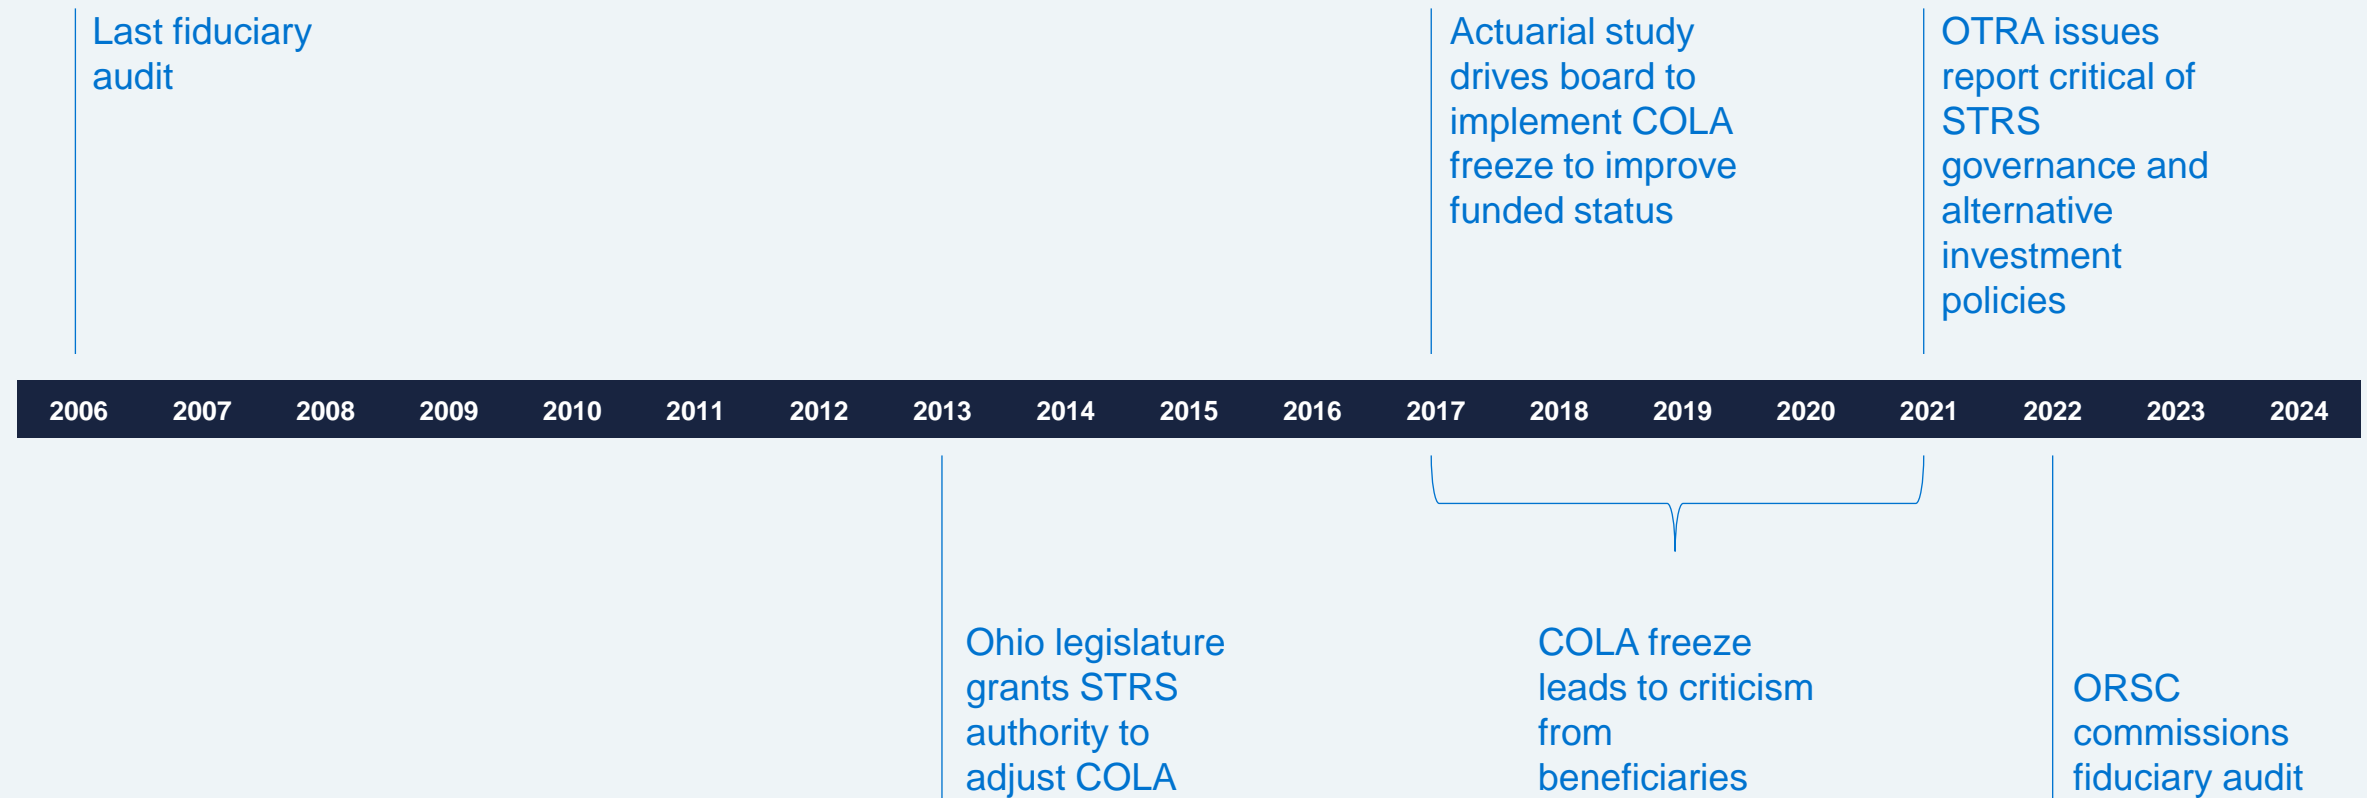 Last fiduciary
audit
Actuarial study
drives board to
implement COLA
freeze to improve
funded status
OTRA issues
report critical of
STRS
governance and
alternative
investment
policies
2006 2007 2008 2009 2010 2011 2012 2013 2014 2015 2016 2017 2018 2019 2020 2021 2022 2023 2024
Ohio legislature
grants STRS
authority to
adjust COLA
COLA freeze
leads to criticism
from
beneficiaries
ORSC
commissions
fiduciary audit